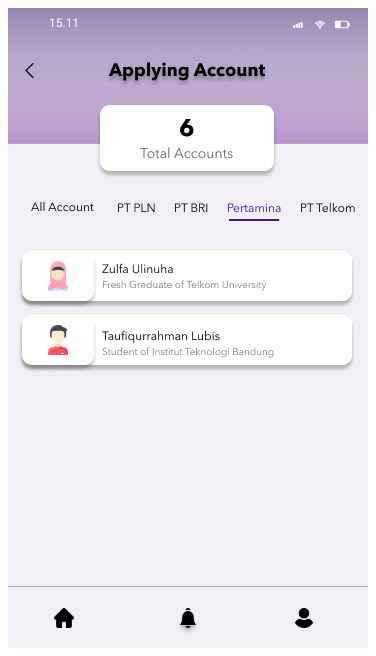 15.11
Applying Account
6
Total Accounts
All Account PT PLN PT BRI Pertamina PT Telkom
Zulfa Ulinuha
Fresh Greduate of Telkom University
Taufiqurrahman Lubis
Student of Institut Teknologi Bandung